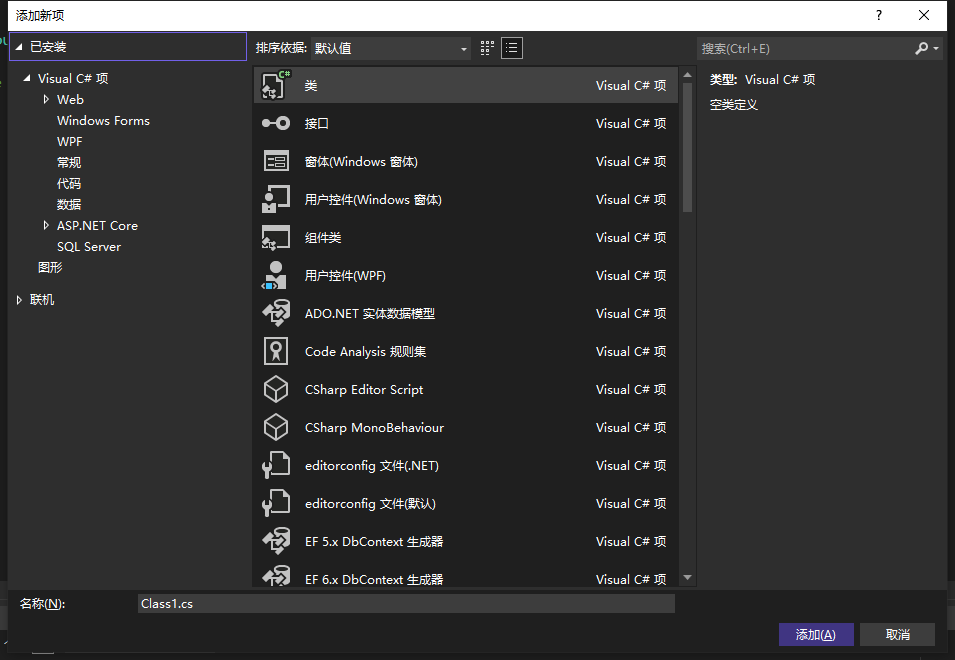 添加新项
?
已安装
排序依据: 默认值
搜索(Ctrl+E)
Visual C# 项
Web
Windows Forms
WPF
常规
代码
数据
ASP.NET Core
SQL Server
图形
联机
C# 类 Visual C# 项
接口 Visual C# 项
窗体(Windows 窗体) Visual C# 项
用户控件(Windows 窗体) Visual C# 项
组件类 Visual C# 项
用户控件(WPF) Visual C# 项
ADO.NET 实体数据模型 Visual C# 项
Code Analysis 规则集 Visual C# 项
CSharp Editor Script Visual C# 项
CSharp MonoBehaviour Visual C# 项
editorconfig 文件(.NET) Visual C# 项
editorconfig 文件(默认) Visual C# 项
EF 5.x DbContext 生成器 Visual C# 项
EF 6.x DbContext 生成器 Visual C# 项
类型: Visual C# 项
空类定义
名称(N): Class1.cs
添加(A) 取消